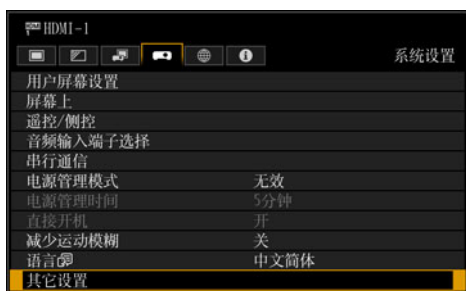 HDMI-1
系统设置
用户屏幕设置
屏幕上
遥控/侧控
音频输入端子选择
串行通信
电源管理模式 无效
电源管理时间 5分钟
直接开机 开
减少运动模糊 关
语言 中文简体
其它设置